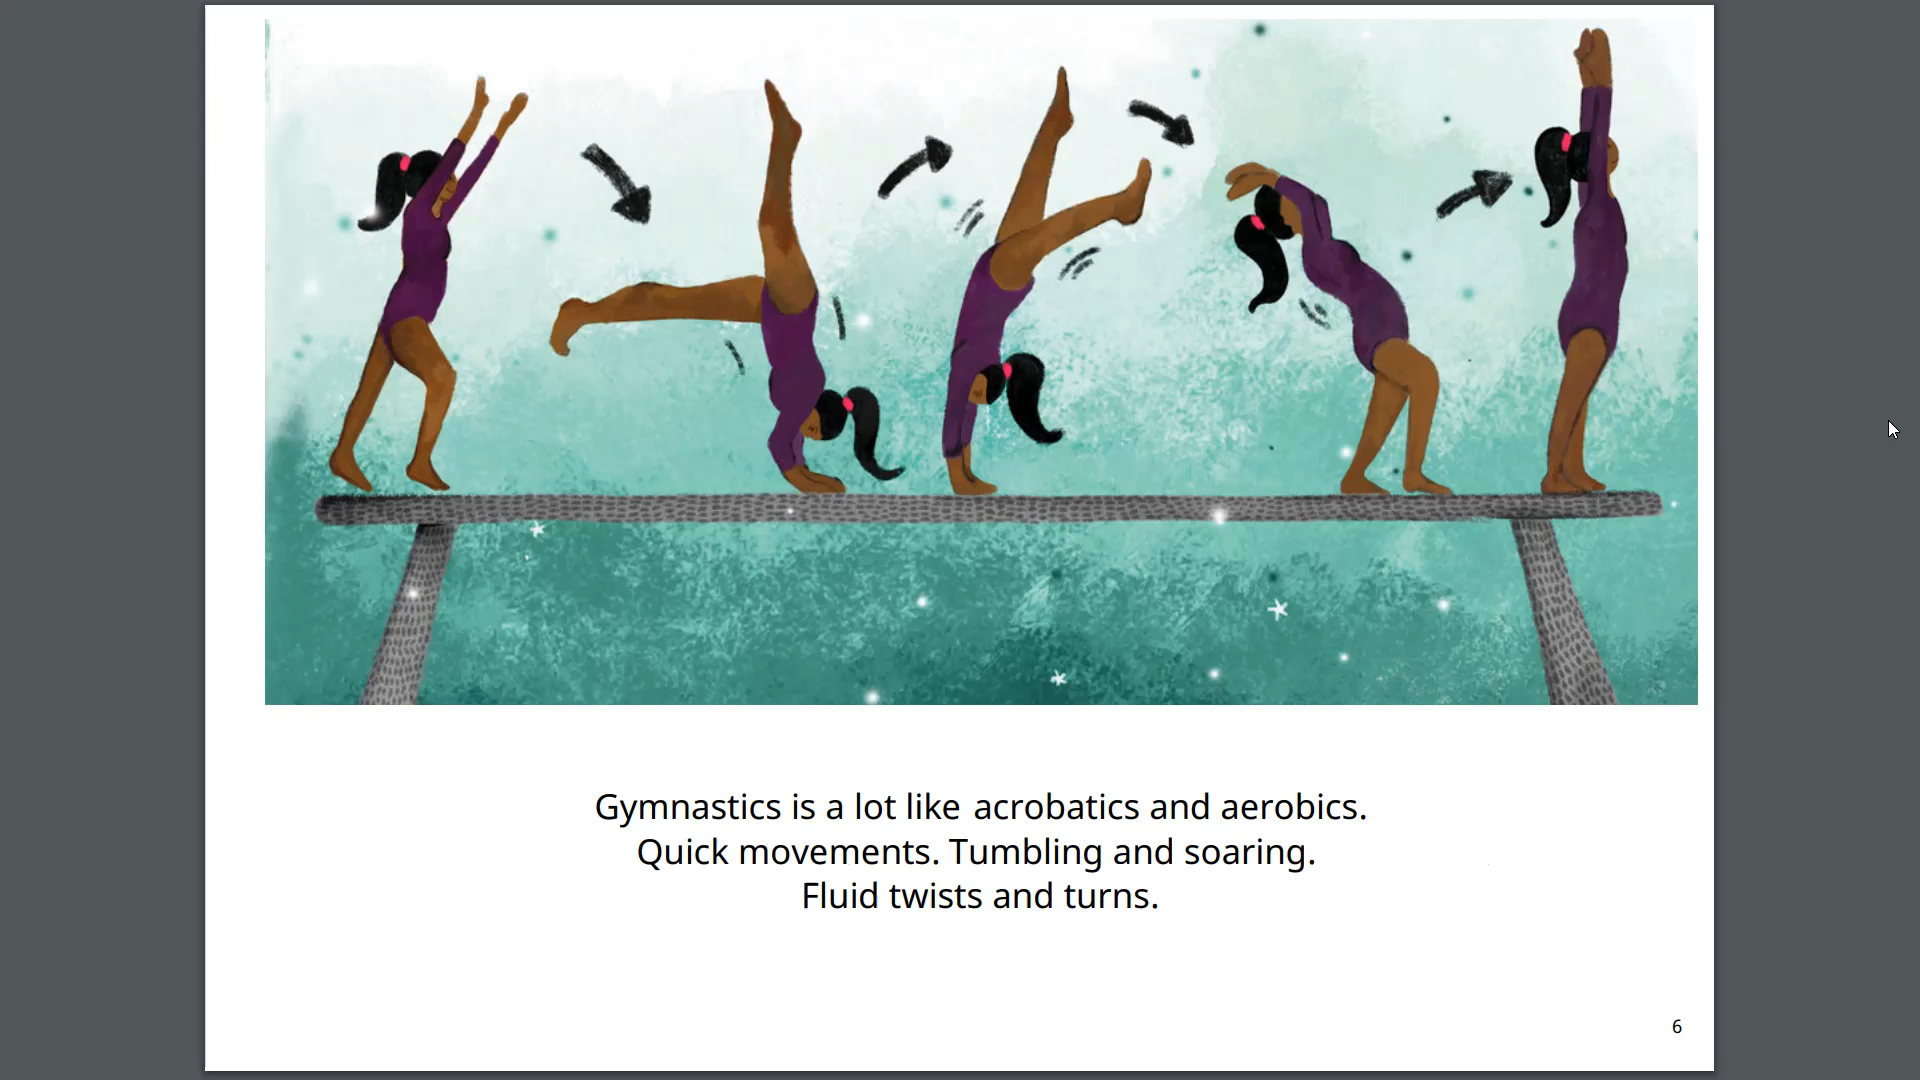 Gymnastics is a lot like acrobatics and aerobics.
Quick movements. Tumbling and soaring.
Fluid twists and turns.
6